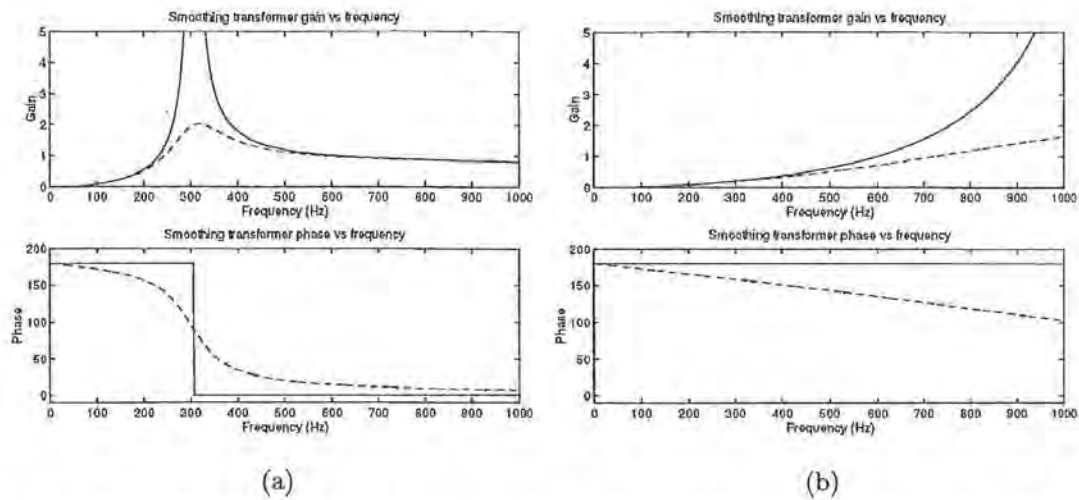 Smoothing transformer gain vs frequency
5
4
3
2
1
0
Gain
0 100 200 300 400 500 600 700 800 900 1000
Frequency (Hz)
Smoothing transformer phase vs frequency
200
150
100
50
0
Phase
0 100 200 300 400 500 600 700 800 900 1000
Frequency (Hz)
(a)
Smoothing transformer gain vs frequency
5
4
3
2
1
0
Gain
0 100 200 300 400 500 600 700 800 900 1000
Frequency (Hz)
Smoothing transformer phase vs frequency
200
150
100
50
0
Phase
0 100 200 300 400 500 600 700 800 900 1000
Frequency (Hz)
(b)